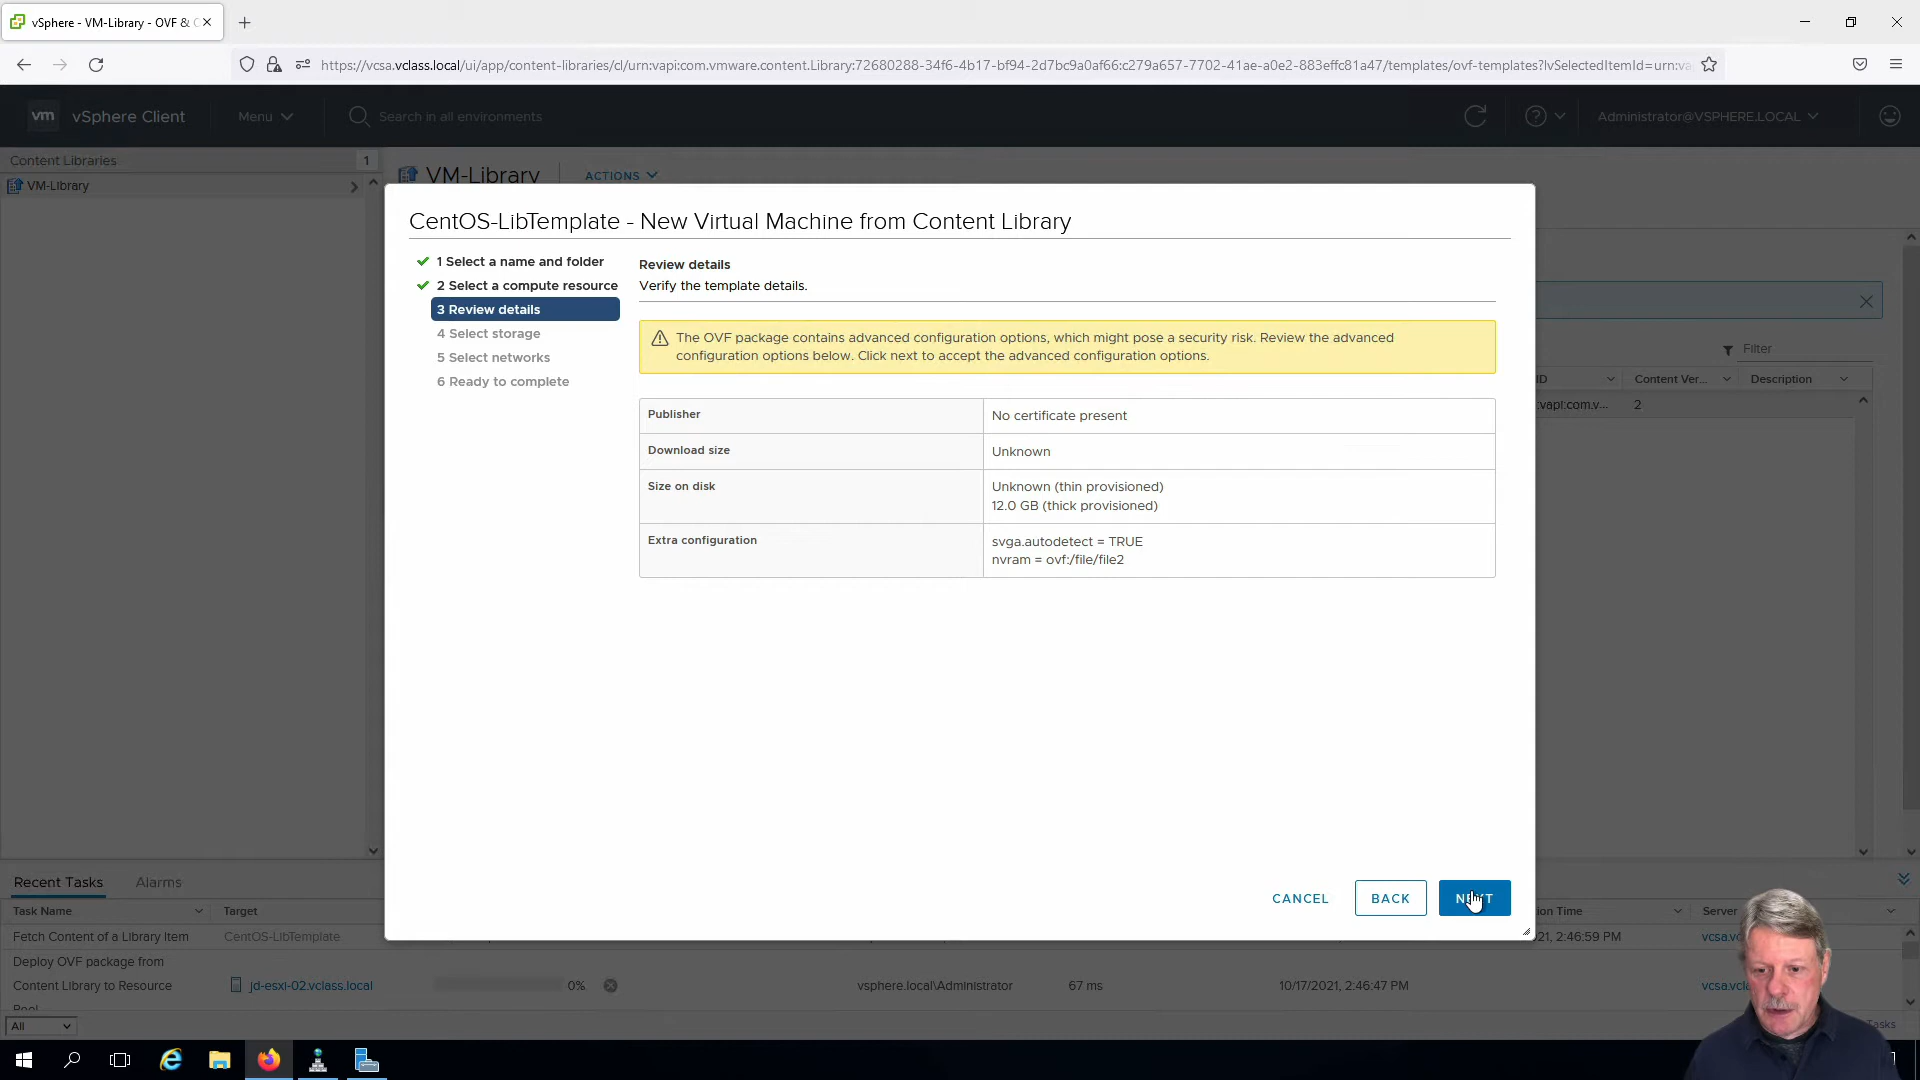 vSphere - VM-Library - OVF &
https://vcsa.vclass.local/ui/app/content-libraries/cl/urn:vapi:com.vmware.content.Library:72680288-34f6-4b17-bf94-2d7bc9a0af66:c279a657-7702-41ae-a0e2-883effc81a47/templates/ovf-templates?lvSelectedItemId=urn:va
vm vSphere Client Menu Search in all environments Administrator@VSPHERE.LOCAL
Content Libraries 1
VM-Library
VM-Library ACTIONS
CentOS-LibTemplate - New Virtual Machine from Content Library
1 Select a name and folder
2 Select a compute resource
3 Review details
4 Select storage
5 Select networks
6 Ready to complete
Review details
Verify the template details.
The OVF package contains advanced configuration options, which might pose a security risk. Review the advanced
configuration options below. Click next to accept the advanced configuration options.
Publisher No certificate present
Download size Unknown
Size on disk Unknown (thin provisioned)
12.0 GB (thick provisioned)
Extra configuration svga.autodetect = TRUE
nvram = ovf:/file/file2
CANCEL BACK NEXT
Filter
ID Content Ver... Description
:vapi:com.v... 2
Recent Tasks Alarms
Task Name Target ion Time Server
Fetch Content of a Library Item CentOS-LibTemplate 21, 2:46:59 PM
Deploy OVF package from
Content Library to Resource jd-esxi-02.vclass.local 0% vsphere.local\Administrator 67 ms 10/17/2021, 2:46:47 PM
All